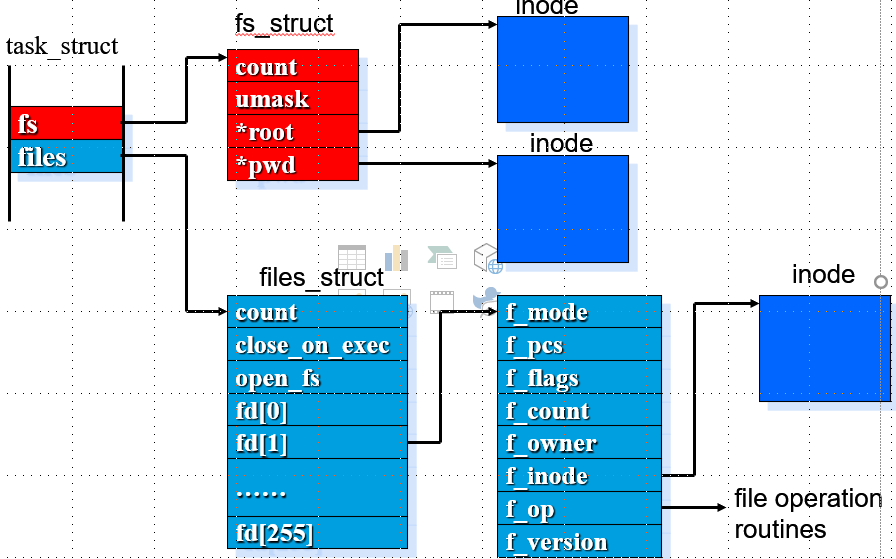 task_struct
fs
files
fs_struct
count
umask
*root
*pwd
inode
inode
files_struct
count
close_on_exec
open_fs
fd[0]
fd[1]
......
fd[255]
f_mode
f_pcs
f_flags
f_count
f_owner
f_inode
f_op
f_version
inode
file operation
routines